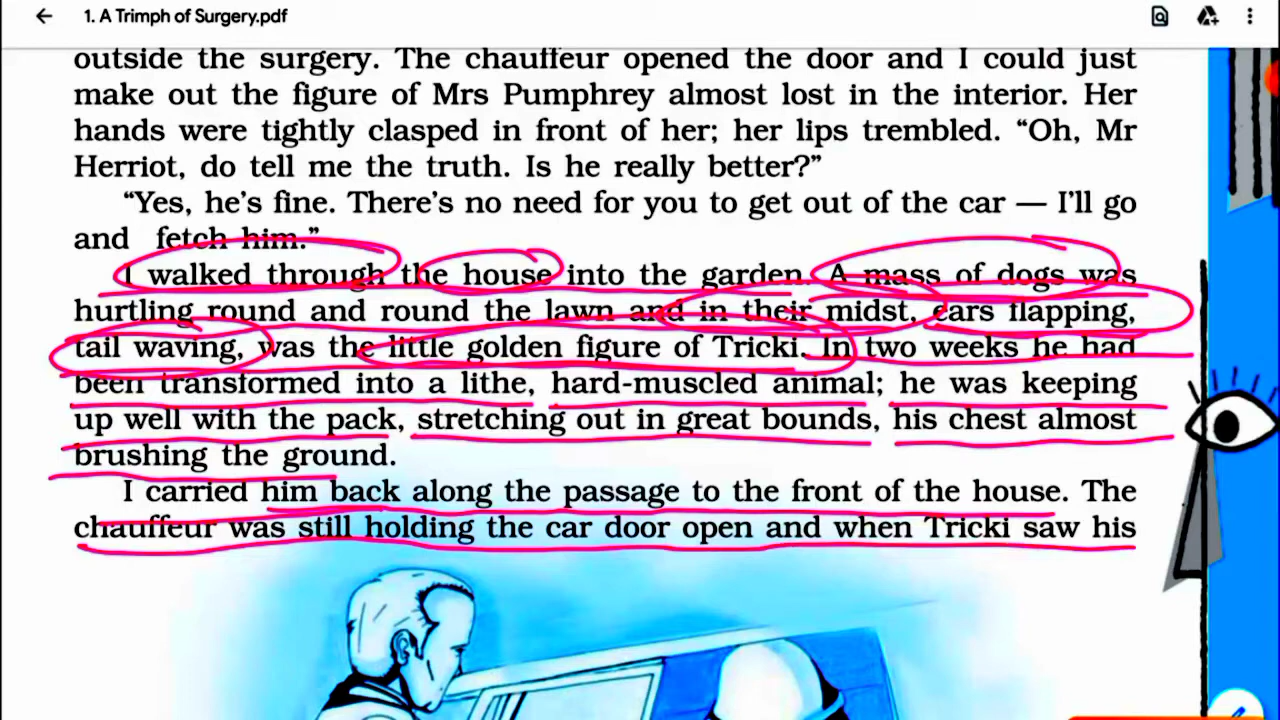 1. A Trimph of Surgery.pdf
outside the surgery. The chauffeur opened the door and I could just
make out the figure of Mrs Pumphrey almost lost in the interior. Her
hands were tightly clasped in front of her; her lips trembled. “Oh, Mr
Herriot, do tell me the truth. Is he really better?”
“Yes, he’s fine. There’s no need for you to get out of the car — I’ll go
and fetch him.”
I walked through the house into the garden. A mass of dogs was
hurtling round and round the lawn and in their midst, ears flapping,
tail waving, was the little golden figure of Tricki. In two weeks he had
been transformed into a lithe, hard-muscled animal; he was keeping
up well with the pack, stretching out in great bounds, his chest almost
brushing the ground.
I carried him back along the passage to the front of the house. The
chauffeur was still holding the car door open and when Tricki saw his